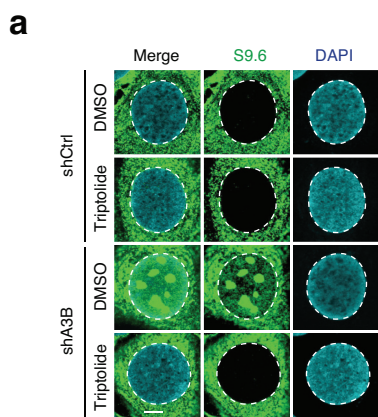 a
Merge S9.6 DAPI
shCtrl
DMSO
Triptolide
shA3B
DMSO
Triptolide